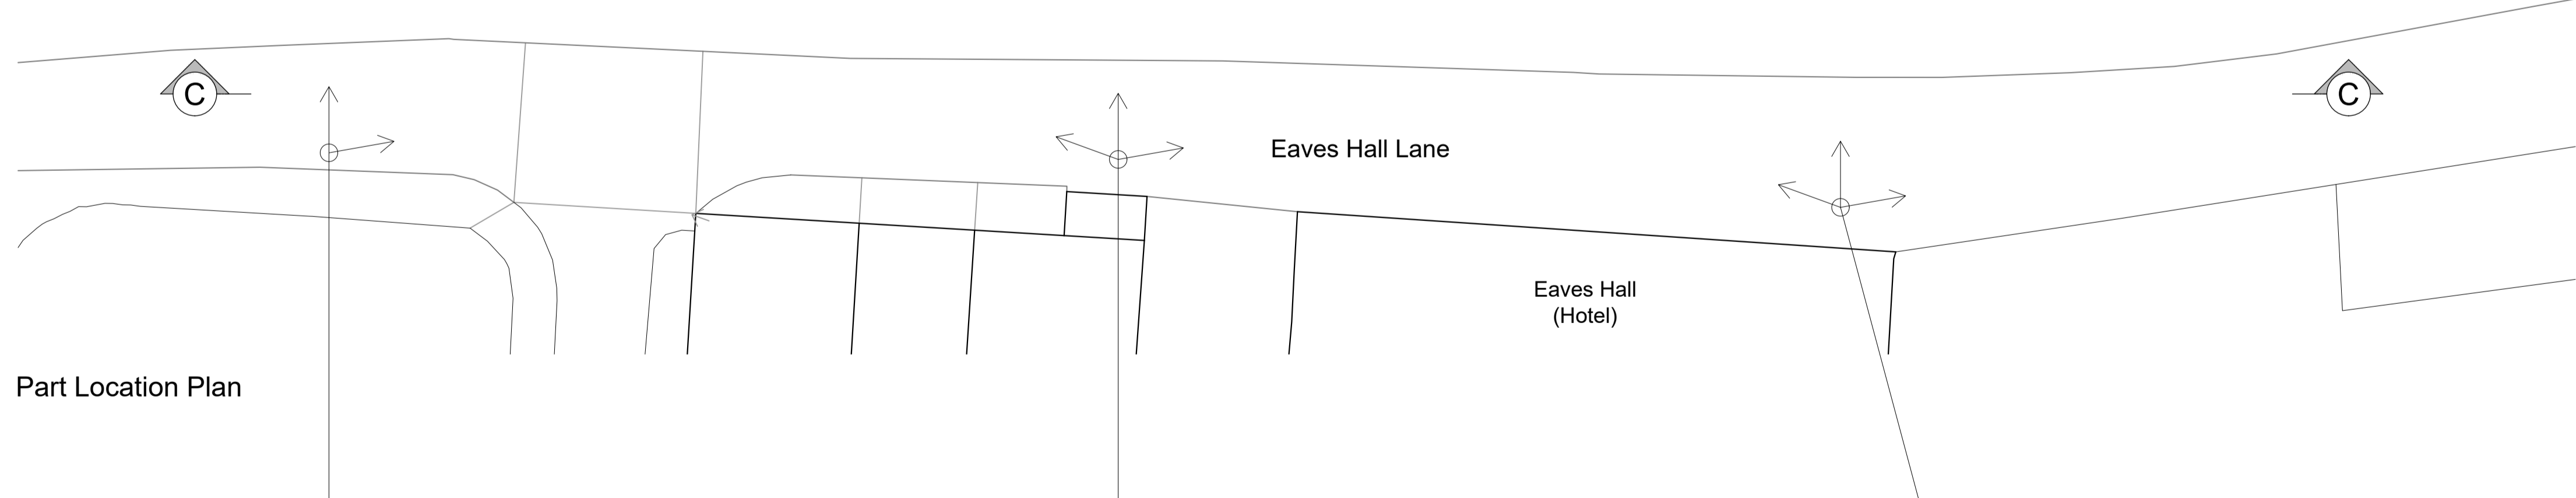 C
C
Eaves Hall Lane
Eaves Hall
(Hotel)
Part Location Plan